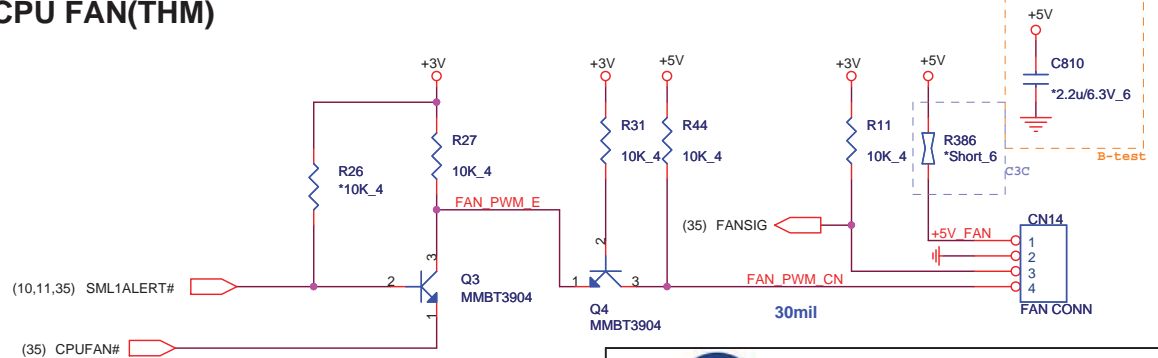 CPU FAN(THM)
+5V
C810
*2.2u/6.3V_6
B-test
+3V
+3V
+5V
+3V
+5V
R26
*10K_4
R27
10K_4
R31
10K_4
R44
10K_4
R11
10K_4
R386
*Short_6
C3C
FAN_PWM_E
(35) FANSIG
+5V_FAN
CN14
1
2
3
4
FAN CONN
(10,11,35) SML1ALERT#
2
3
1
Q3
MMBT3904
2
1
3
Q4
MMBT3904
FAN_PWM_CN
30mil
(35) CPUFAN#